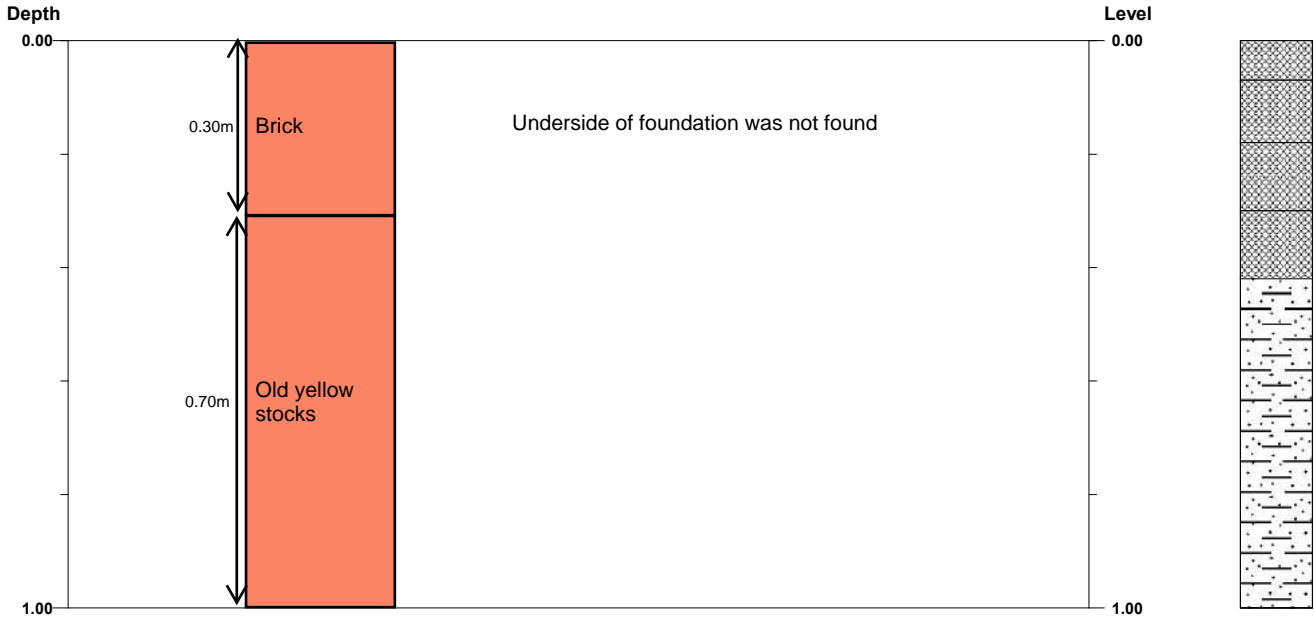 Depth
Level
0.00
0.00
0.30m
Brick
Underside of foundation was not found
0.70m
Old yellow
stocks
1.00
1.00